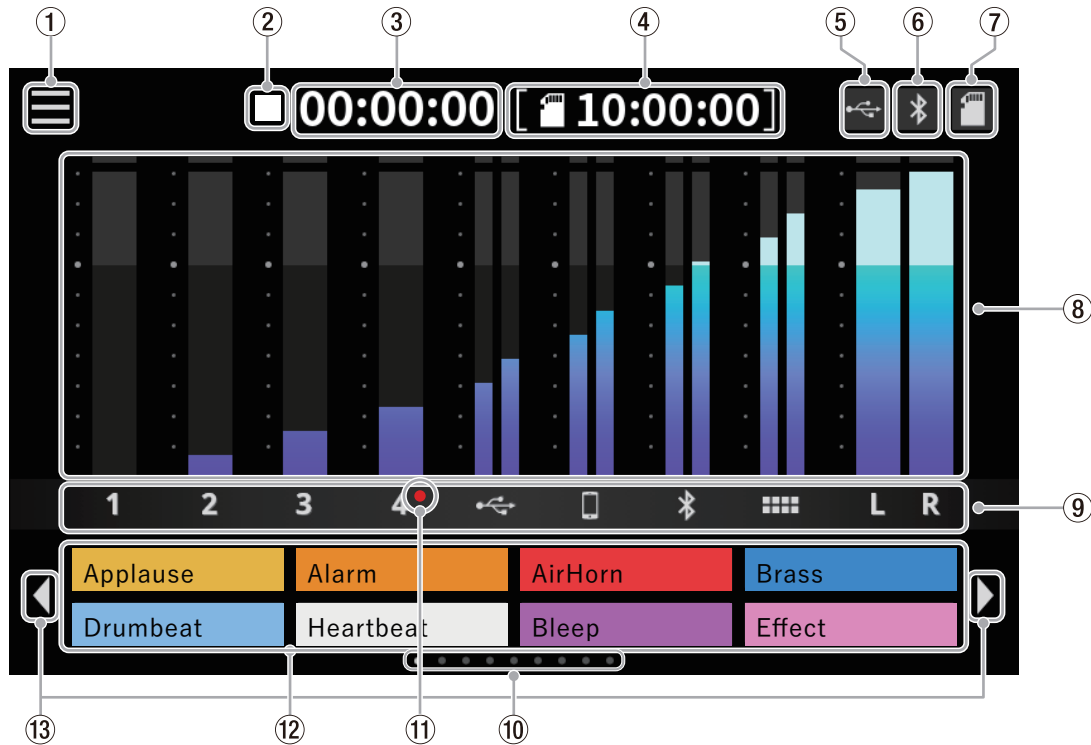 ① ② ③ ④ ⑤ ⑥ ⑦
00:00:00 [10:00:00]
⑧
1 2 3 4 L R
⑨
Applause Alarm AirHorn Brass
Drumbeat Heartbeat Bleep Effect
⑬ ⑫ ⑪ ⑩